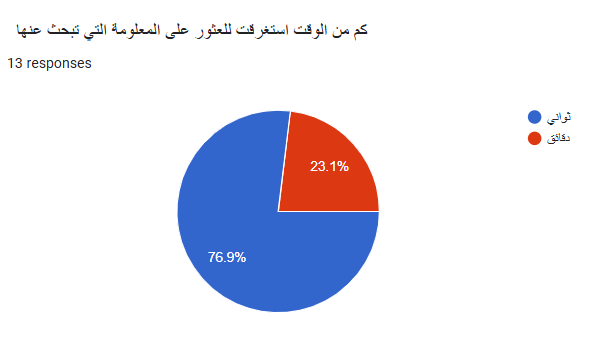 كم من الوقت استغرقت للعثور على المعلومة التي تبحث عنها
13 responses
ثواني
دقائق
23.1%
76.9%